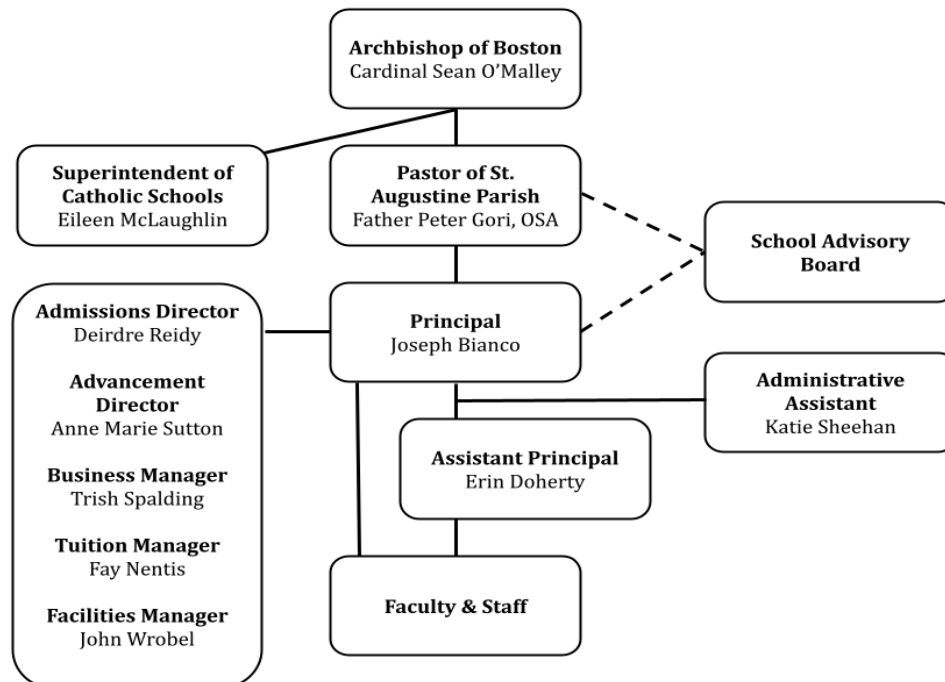 Archbishop of Boston
Cardinal Sean O’Malley
Superintendent of
Catholic Schools
Eileen McLaughlin
Pastor of St.
Augustine Parish
Father Peter Gori, OSA
School Advisory
Board
Admissions Director
Deirdre Reidy
Advancement
Director
Anne Marie Sutton
Business Manager
Trish Spalding
Tuition Manager
Fay Nentis
Facilities Manager
John Wrobel
Principal
Joseph Bianco
Administrative
Assistant
Katie Sheehan
Assistant Principal
Erin Doherty
Faculty & Staff